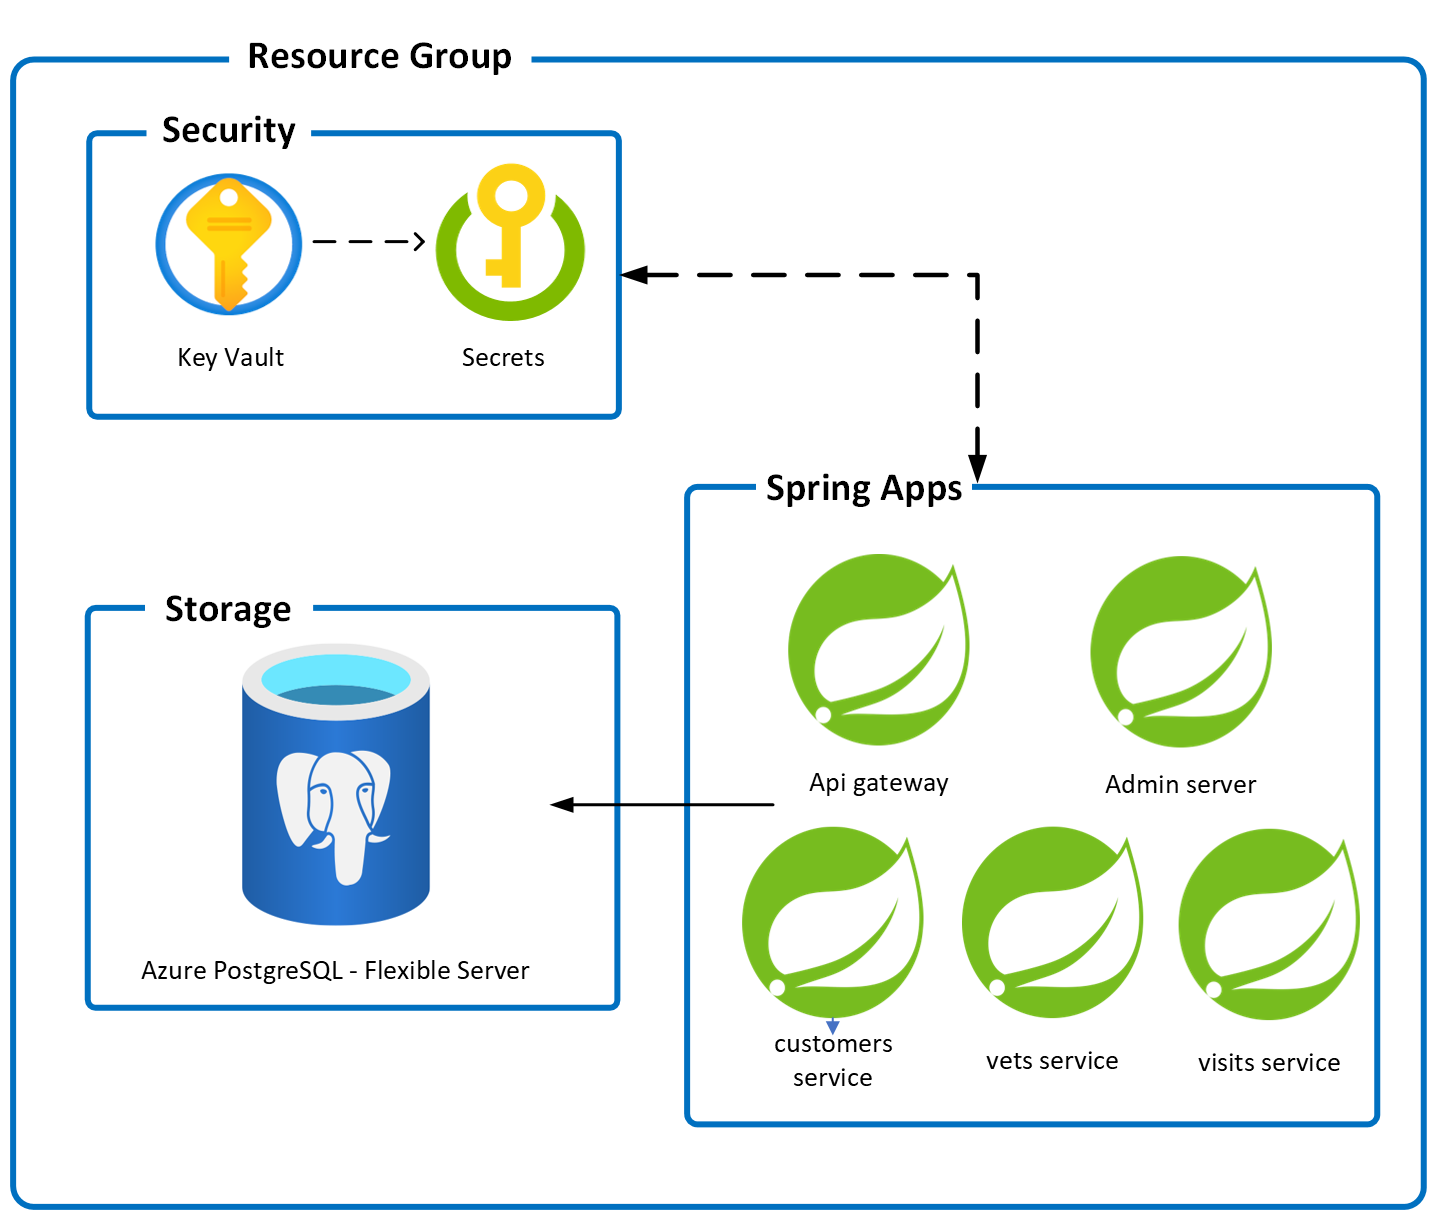 Resource Group
Security
Key Vault
Secrets
Spring Apps
Storage
Api gateway
Admin server
Azure PostgreSQL - Flexible Server
customers
service
vets service
visits service